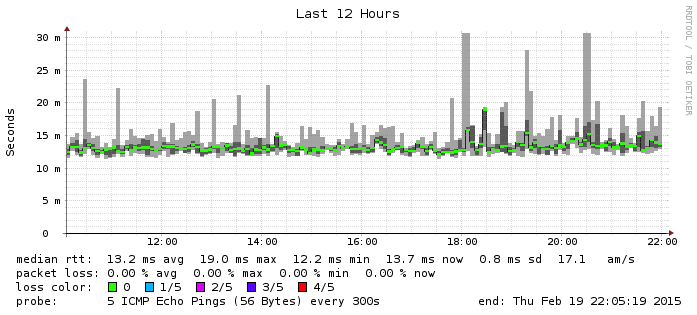 Last 12 Hours
RRDTOOL / TOBI OETIKER
Seconds
30 m
25 m
20 m
15 m
10 m
5 m
0
12:00 14:00 16:00 18:00 20:00 22:00
median rtt: 13.2 ms avg 19.0 ms max 12.2 ms min 13.7 ms now 0.8 ms sd 17.1 am/s
packet loss: 0.00 % avg 0.00 % max 0.00 % min 0.00 % now
loss color: 0 1/5 2/5 3/5 4/5
probe: 5 ICMP Echo Pings (56 Bytes) every 300s end: Thu Feb 19 22:05:19 2015